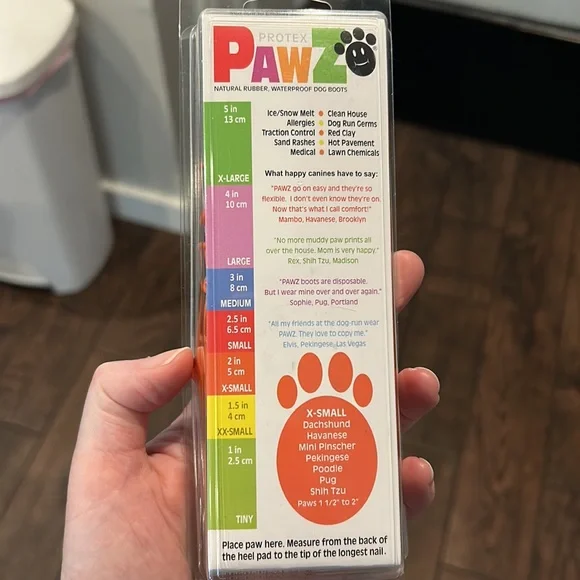 PROTEX
PAWZ
NATURAL RUBBER, WATERPROOF DOG BOOTS
5 in
13 cm
X-LARGE
4 in
10 cm
LARGE
3 in
8 cm
MEDIUM
2.5 in
6.5 cm
SMALL
2 in
5 cm
X-SMALL
1.5 in
4 cm
XX-SMALL
1 in
2.5 cm
TINY
Ice/Snow Melt • Clean House
Allergies • Dog Run Germs
Traction Control • Red Clay
Sand Rashes • Hot Pavement
Medical • Lawn Chemicals
What happy canines have to say:
"PAWZ go on easy and they're so
flexible. I don't even know they're on.
Now that's what I call comfort!"
Mambo, Havanese, Brooklyn
"No more muddy paw prints all
over the house. Mom is very happy."
Rex, Shih Tzu, Madison
"PAWZ boots are disposable.
But I wear mine over and over again."
Sophie, Pug, Portland
"All my friends at the dog-run wear
PAWZ. They love to copy me."
Elvis, Pekingese, Las Vegas
X-SMALL
Dachshund
Havanese
Mini Pinscher
Pekingese
Poodle
Pug
Shih Tzu
Paws 1 1/2" to 2"
Place paw here. Measure from the back of
the heel pad to the tip of the longest nail.